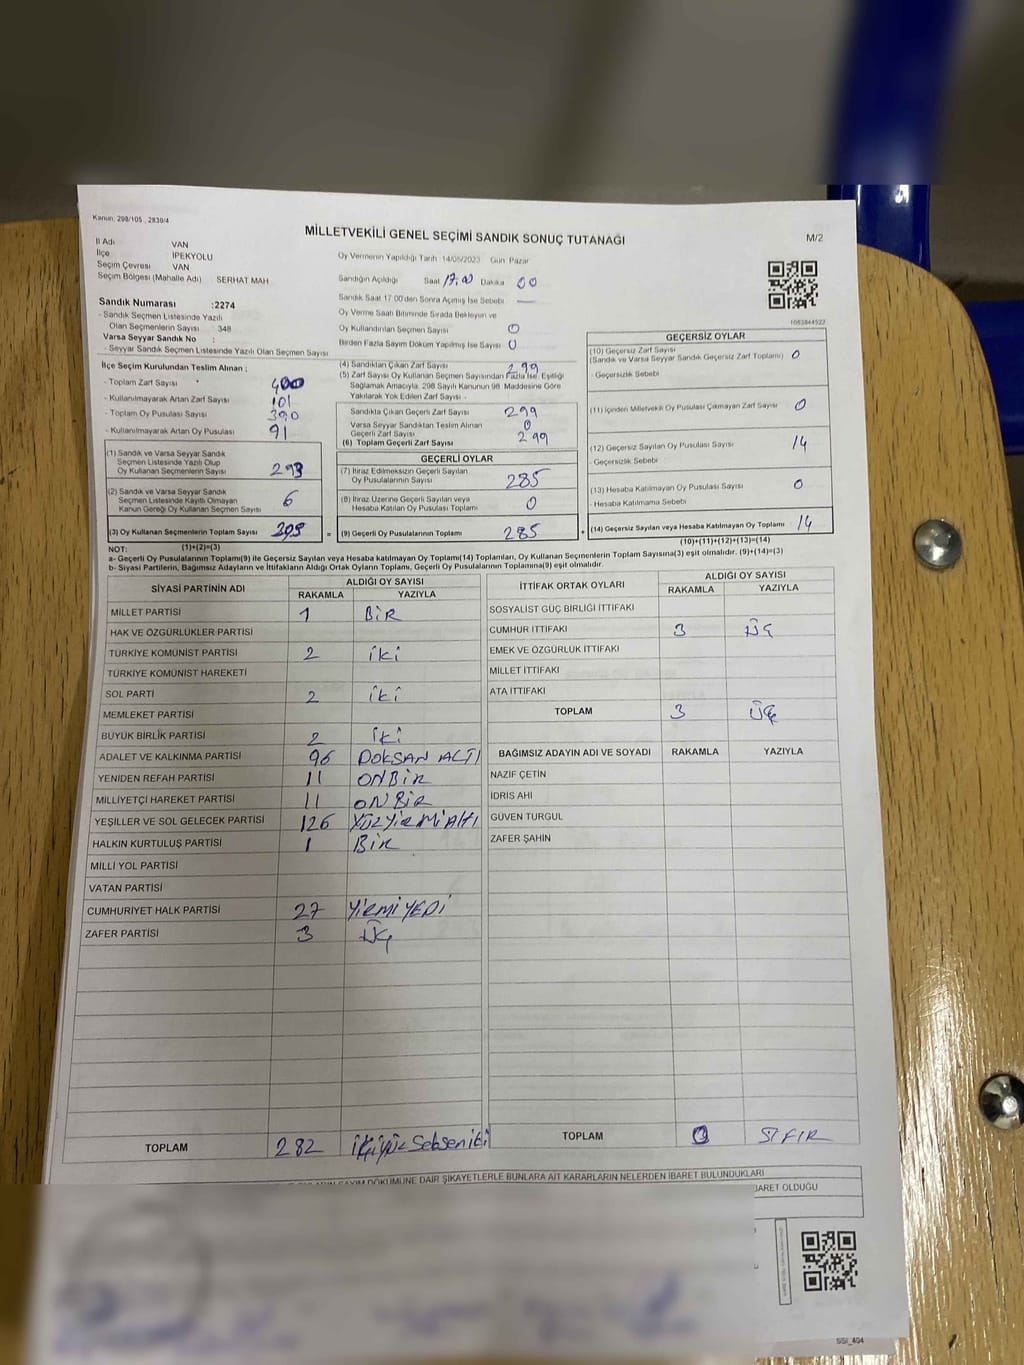 Kanun: 298/105 , 2839/4
MİLLETVEKİLİ GENEL SEÇİMİ SANDIK SONUÇ TUTANAĞI
M/2
İl Adı VAN
İlçe İPEKYOLU
Seçim Çevresi VAN
Seçim Bölgesi (Mahalle Adı) SERHAT MAH
Sandık Numarası :2274
- Sandık Seçmen Listesinde Yazılı
Olan Seçmenlerin Sayısı : 348
Varsa Seyyar Sandık No :
- Seyyar Sandık Seçmen Listesinde Yazılı Olan Seçmen Sayısı
Oy Vermenin Yapıldığı Tarih 14/05/2023 Gün Pazar
Sandığın Açıldığı Saat 17:00 Dakika 00
Sandık Saat 17.00'den Sonra Açmış İse Sebebi —
Oy Verme Saati Bitiminde Sırada Bekleyen ve
Oy Kullandırılan Seçmen Sayısı 0
Birden Fazla Sayım Döküm Yapılmış İse Sayısı 0
1063844522
İlçe Seçim Kurulundan Teslim Alınan ;
- Toplam Zarf Sayısı 400
- Kullanılmayarak Artan Zarf Sayısı 101
- Toplam Oy Pusulası Sayısı 390
- Kullanılmayarak Artan Oy Pusulası 91
(1) Sandık ve Varsa Seyyar Sandık
Seçmen Listesinde Yazılı Olup
Oy Kullanan Seçmenlerin Sayısı 293
(2) Sandık ve Varsa Seyyar Sandık
Seçmen Listesinde Kayıtlı Olmayan
Kanun Gereği Oy Kullanan Seçmen Sayısı 6
(3) Oy Kullanan Seçmenlerin Toplam Sayısı 299
(1)+(2)=(3)
(4) Sandıktan Çıkan Zarf Sayısı 299
(5) Zarf Sayısı Oy Kullanan Seçmen Sayısından Fazla İse, Eşitliği
Sağlamak Amacıyla, 298 Sayılı Kanunun 98. Maddesine Göre
Yakılarak Yok Edilen Zarf Sayısı -
Sandıkta Çıkan Geçerli Zarf Sayısı 299
Varsa Seyyar Sandıktan Teslim Alınan
Geçerli Zarf Sayısı 0
(6) Toplam Geçerli Zarf Sayısı 299
GEÇERLİ OYLAR
(7) İtiraz Edilmeksizin Geçerli Sayılan
Oy Pusulalarının Sayısı 285
(8) İtiraz Üzerine Geçerli Sayılan veya
Hesaba Katılan Oy Pusulaları Toplamı 0
= (9) Geçerli Oy Pusulalarının Toplamı 285 +
GEÇERSİZ OYLAR
(10) Geçersiz Zarf Sayısı
(Sandık ve Varsa Seyyar Sandık Geçersiz Zarf Toplamı) 0
- Geçersizlik Sebebi
(11) İçinden Milletvekili Oy Pusulası Çıkmayan Zarf Sayısı 0
(12) Geçersiz Sayılan Oy Pusulası Sayısı 14
- Geçersizlik Sebebi
(13) Hesaba Katılmayan Oy Pusulası Sayısı 0
- Hesaba Katılmama Sebebi
(14) Geçersiz Sayılan veya Hesaba Katılmayan Oy Toplamı 14
(10)+(11)+(12)+(13)=(14)
NOT:
a- Geçerli Oy Pusulalarının Toplamı(9) ile Geçersiz Sayılan veya Hesaba katılmayan Oy Toplamı(14) Toplamları, Oy Kullanan Seçmenlerin Toplam Sayısına(3) eşit olmalıdır. (9)+(14)=(3)
b- Siyasi Partilerin, Bağımsız Adayların ve İttifakların Aldığı Ortak Oyların Toplamı, Geçerli Oy Pusulalarının Toplamına(9) eşit olmalıdır.
SİYASİ PARTİNİN ADI ALDIĞI OY SAYISI
RAKAMLA YAZIYLA
MİLLET PARTİSİ 1 BİR
HAK VE ÖZGÜRLÜKLER PARTİSİ
TÜRKİYE KOMÜNİST PARTİSİ 2 İKİ
TÜRKİYE KOMÜNİST HAREKETİ
SOL PARTİ 2 İKİ
MEMLEKET PARTİSİ
BÜYÜK BİRLİK PARTİSİ 2 İKİ
ADALET VE KALKINMA PARTİSİ 96 DOKSAN ALTI
YENİDEN REFAH PARTİSİ 11 ONBİR
MİLLİYETÇİ HAREKET PARTİSİ 11 ONBİR
YEŞİLLER VE SOL GELECEK PARTİSİ 126 YÜZYİRMİALTI
HALKIN KURTULUŞ PARTİSİ 1 BİR
MİLLİ YOL PARTİSİ
VATAN PARTİSİ
CUMHURİYET HALK PARTİSİ 27 YİRMİYEDİ
ZAFER PARTİSİ 3 ÜÇ
TOPLAM 282 İkiyüz Seksen iki
İTTİFAK ORTAK OYLARI ALDIĞI OY SAYISI
RAKAMLA YAZIYLA
SOSYALİST GÜÇ BİRLİĞİ İTTİFAKI
CUMHUR İTTİFAKI 3 ÜÇ
EMEK VE ÖZGÜRLÜK İTTİFAKI
MİLLET İTTİFAKI
ATA İTTİFAKI
TOPLAM 3 ÜÇ
BAĞIMSIZ ADAYIN ADI VE SOYADI RAKAMLA YAZIYLA
NAZİF ÇETİN
İDRİS AHİ
GÜVEN TURGUL
ZAFER ŞAHİN
TOPLAM 0 SIFIR
DÖKÜMÜNE DAİR ŞİKAYETLERLE BUNLARA AİT KARARLARIN NELERDEN İBARET BULUNDUKLARI
BARET OLDUĞU
SSI_404